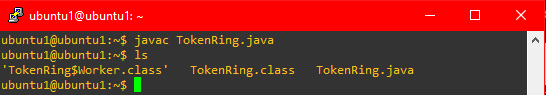 ubuntu1@ubuntu1: ~
ubuntu1@ubuntu1:~$ javac TokenRing.java
ubuntu1@ubuntu1:~$ ls
'TokenRing$Worker.class'   TokenRing.class   TokenRing.java
ubuntu1@ubuntu1:~$